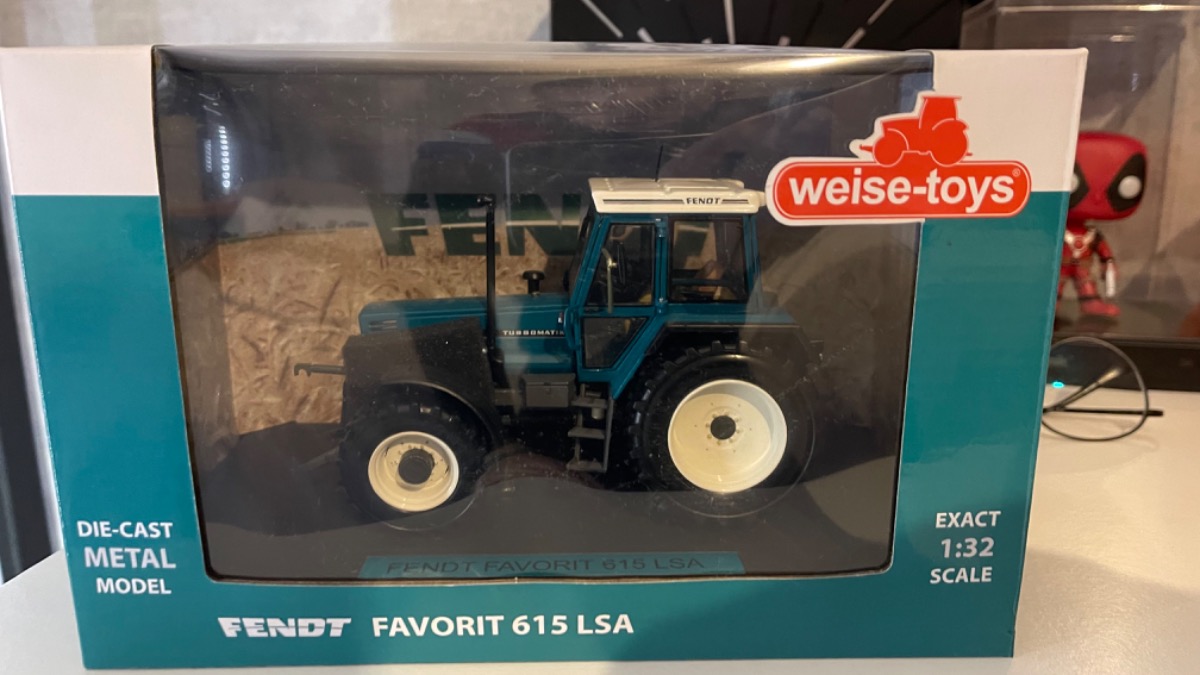 FENDT
weise-toys®
FENDT
TURBOMATIK
DIE-CAST
METAL
MODEL
EXACT
1:32
SCALE
FENDT FAVORIT 615 LSA
FENDT FAVORIT 615 LSA